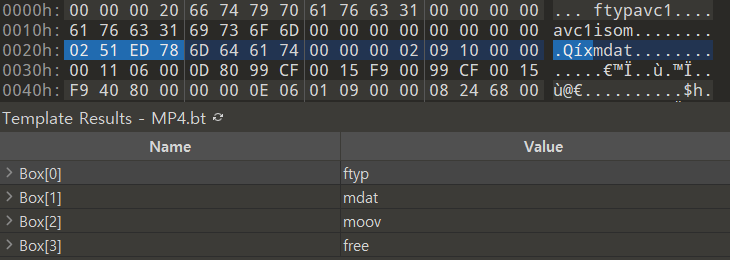 0000h: 00 00 00 20 66 74 79 70 61 76 63 31 00 00 00 00 ... ftypavc1....
0010h: 61 76 63 31 69 73 6F 6D 00 00 00 00 00 00 00 00 avc1isom........
0020h: 02 51 ED 78 6D 64 61 74 00 00 00 02 09 10 00 00 .Qíxmdat........
0030h: 00 11 06 00 0D 80 99 CF 00 15 F9 00 99 CF 00 15 .....€™Ï..ù.™Ï..
0040h: F9 40 80 00 00 00 0E 06 01 09 00 00 08 24 68 00 ù@€..........$h.
Template Results - MP4.bt
Name Value
Box[0] ftyp
Box[1] mdat
Box[2] moov
Box[3] free